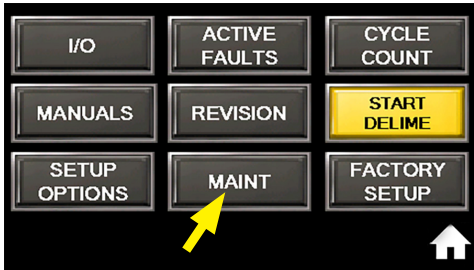 I/O
ACTIVE
FAULTS
CYCLE
COUNT
MANUALS
REVISION
START
DELIME
SETUP
OPTIONS
MAINT
FACTORY
SETUP